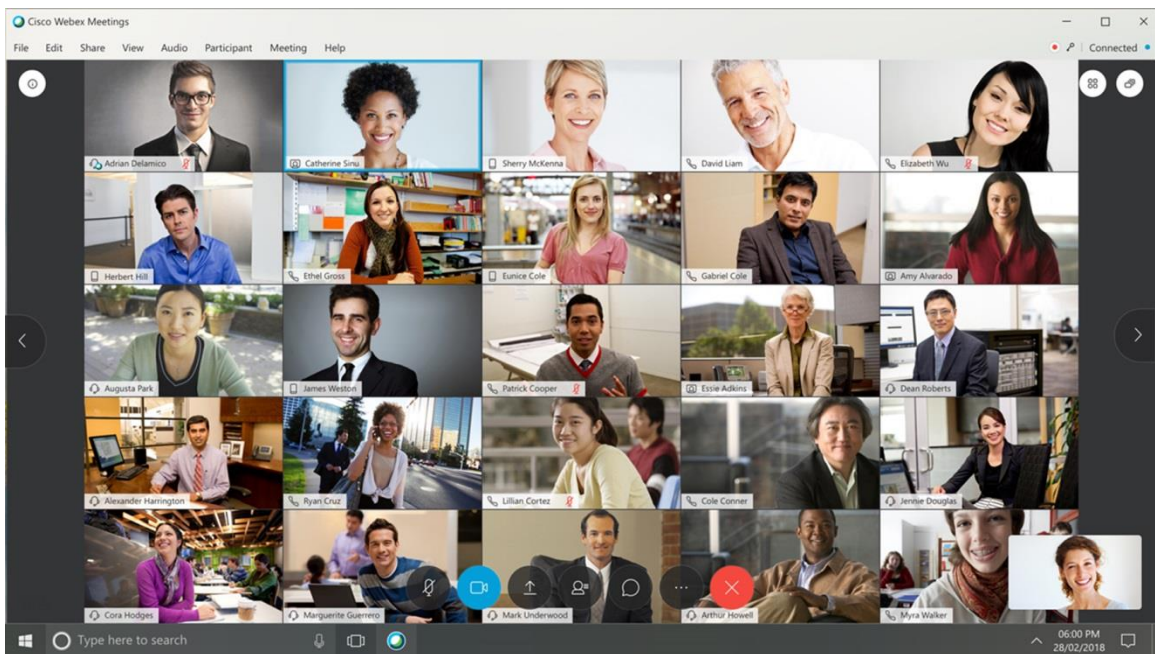 Cisco Webex Meetings
File Edit Share View Audio Participant Meeting Help
Connected
Adrian Delamico
Catherine Sinu
Sherry McKenna
David Liam
Elizabeth Wu
Herbert Hill
Ethel Gross
Eunice Cole
Gabriel Cole
Amy Alvarado
Augusta Park
James Weston
Patrick Cooper
Essie Adkins
Dean Roberts
Alexander Harrington
Ryan Cruz
Lillian Cortez
Cole Conner
Jennie Douglas
Cora Hodges
Marguerite Guerrero
Mark Underwood
Arthur Howell
Myra Walker
Type here to search
06:00 PM
28/02/2018